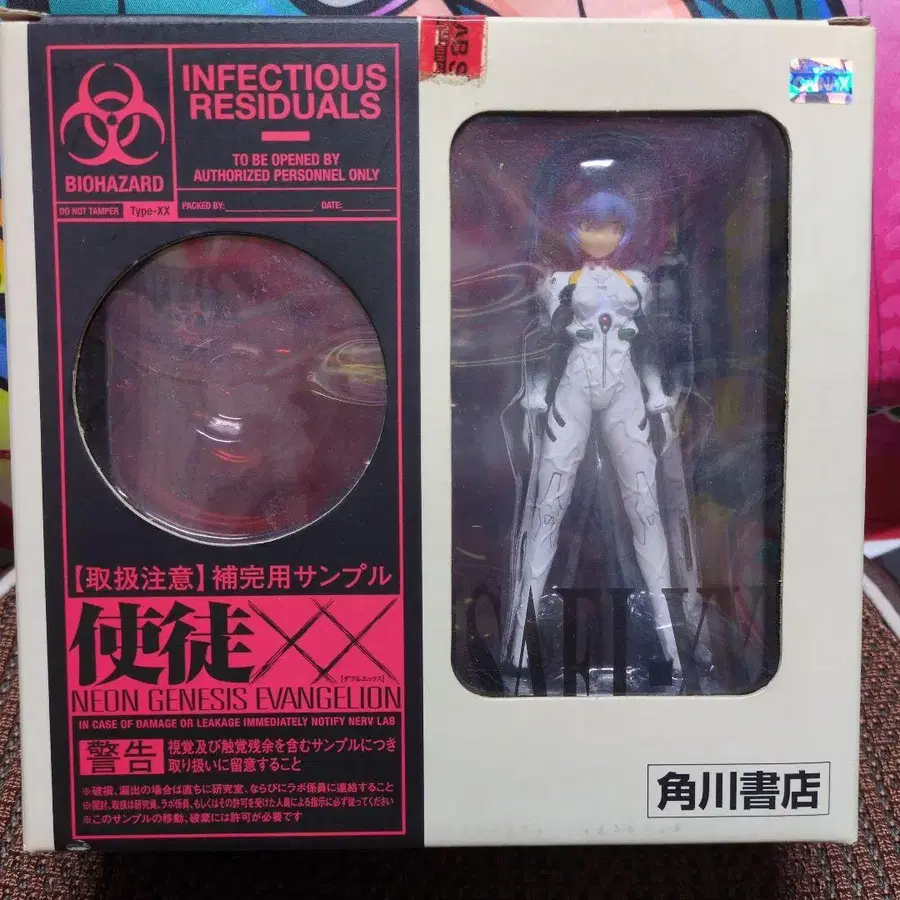 BIOHAZARD
INFECTIOUS
RESIDUALS
TO BE OPENED BY
AUTHORIZED PERSONNEL ONLY
DO NOT TAMPER
Type-XX
PACKED BY:
DATE:
【取扱注意】補完用サンプル
使徒XX
【ダヴルエックス】
NEON GENESIS EVANGELION
IN CASE OF DAMAGE OR LEAKAGE IMMEDIATELY NOTIFY NERV LAB
警告
視覚及び触覚残余を含むサンプルにつき
取り扱いに留意すること
※破損、漏出の場合は直ちに研究室、ならびにラボ係員に連絡すること
※開封、取扱は研究員、ラボ係員、もしくはその許可を受けた人員による指示に必ず従ってください
※このサンプルの移動、破棄には許可が必要です
GAINAX
角川書店